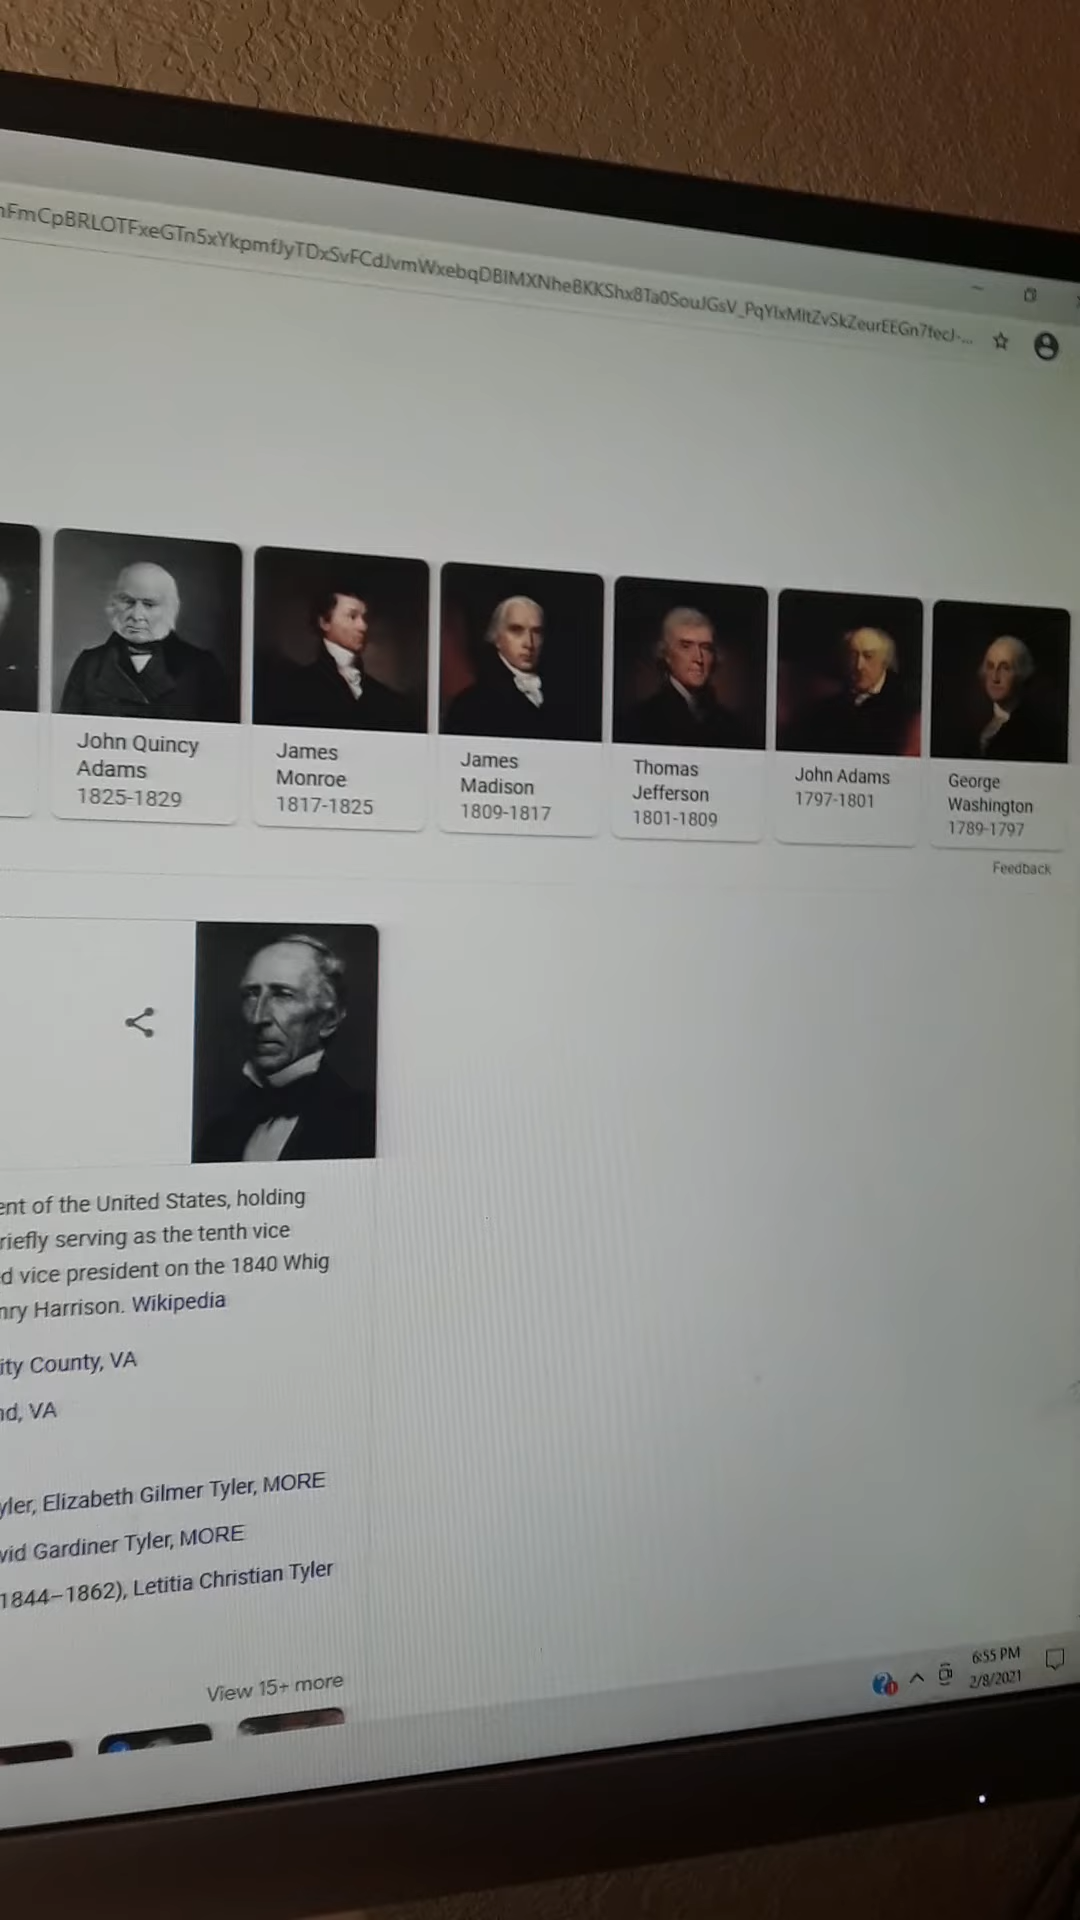 John Quincy
Adams
1825-1829
James
Monroe
1817-1825
James
Madison
1809-1817
Thomas
Jefferson
1801-1809
John Adams
1797-1801
George
Washington
1789-1797
Feedback
ent of the United States, holding
riefly serving as the tenth vice
d vice president on the 1840 Whig
nry Harrison. Wikipedia
ity County, VA
nd, VA
yler, Elizabeth Gilmer Tyler, MORE
vid Gardiner Tyler, MORE
1844–1862), Letitia Christian Tyler
View 15+ more
6:55 PM
2/8/2021